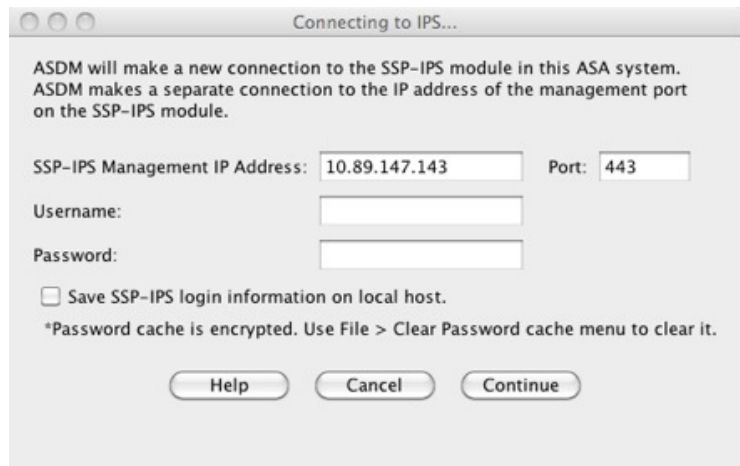 Connecting to IPS...
ASDM will make a new connection to the SSP-IPS module in this ASA system.
ASDM makes a separate connection to the IP address of the management port
on the SSP-IPS module.
SSP-IPS Management IP Address: 10.89.147.143 Port: 443
Username:
Password:
Save SSP-IPS login information on local host.
*Password cache is encrypted. Use File > Clear Password cache menu to clear it.
Help Cancel Continue